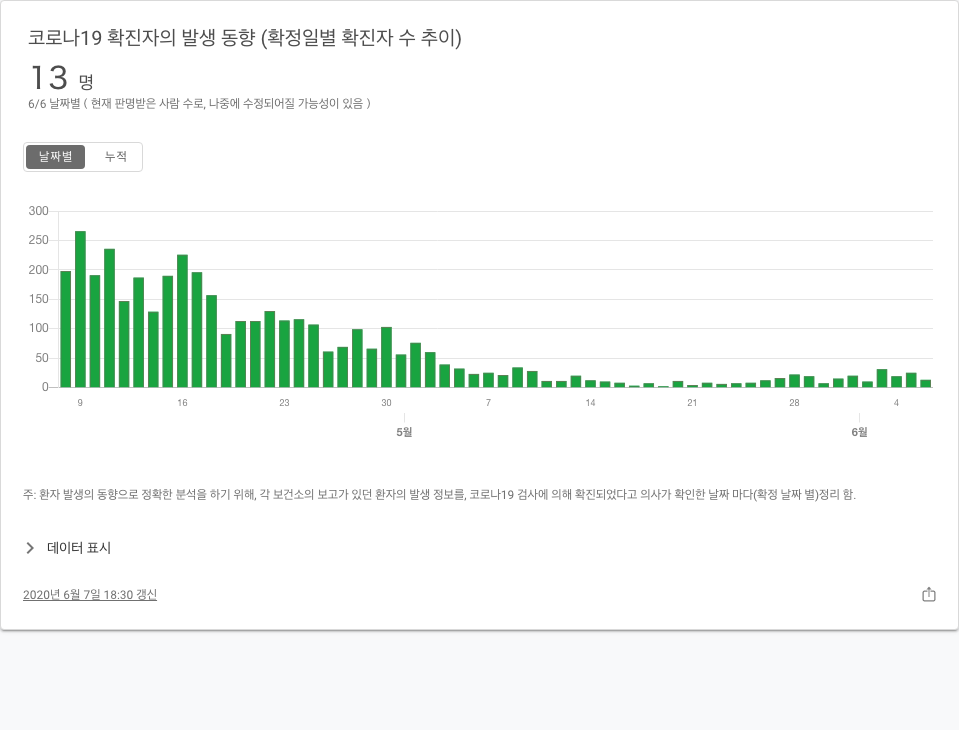 코로나19 확진자의 발생 동향 (확정일별 확진자 수 추이)
13 명
6/6 날짜별 ( 현재 판명받은 사람 수로, 나중에 수정되어질 가능성이 있음 )
날짜별 누적
300
250
200
150
100
50
0
9 16 23 30 7 14 21 28 4
5월 6월
주: 환자 발생의 동향으로 정확한 분석을 하기 위해, 각 보건소의 보고가 있던 환자의 발생 정보를, 코로나19 검사에 의해 확진되었다고 의사가 확인한 날짜 마다(확정 날짜 별)정리 함.
데이터 표시
2020년 6월 7일 18:30 갱신